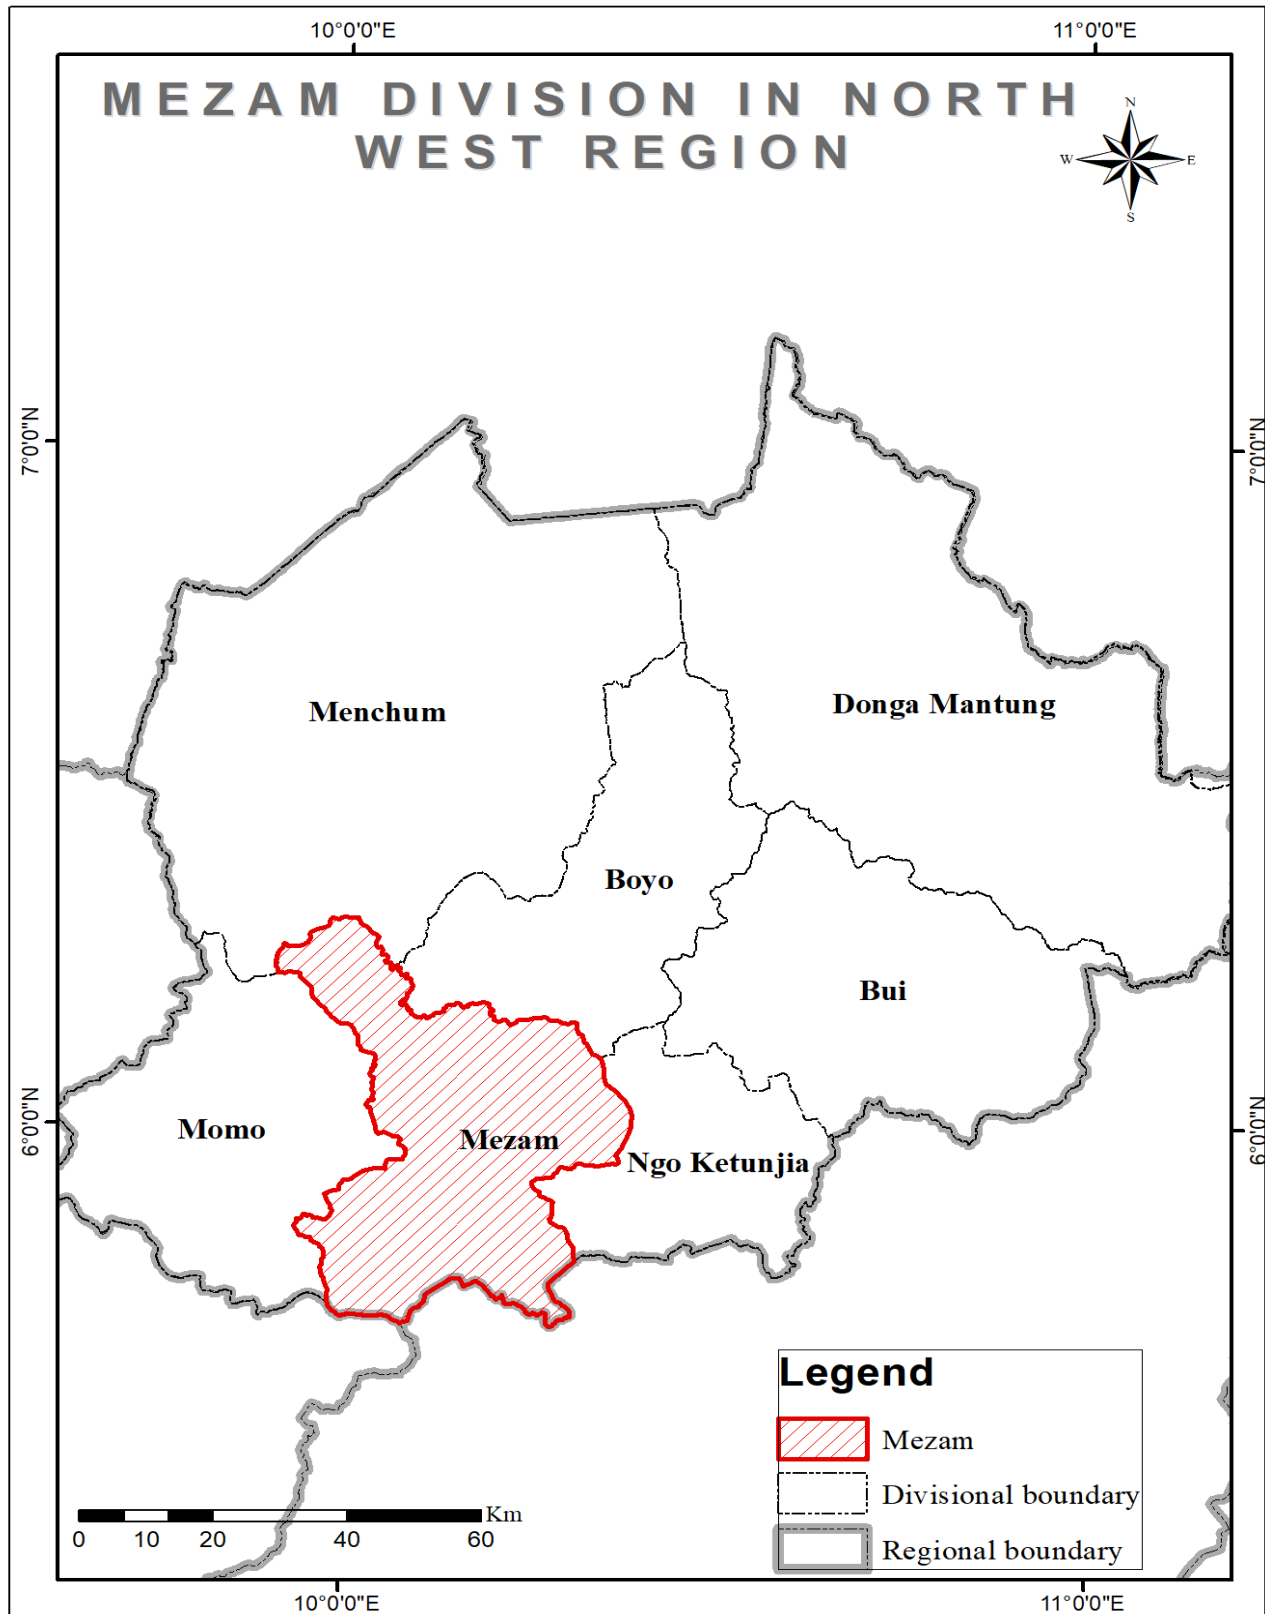 10°0'0"E 11°0'0"E
MEZAM DIVISION IN NORTH
WEST REGION
N
W E
S
7°0'0"N 7°0'0"N
Menchum
Donga Mantung
Boyo
Bui
6°0'0"N 6°0'0"N
Momo
Mezam
Ngo Ketunjia
Legend
Mezam
Divisional boundary
Regional boundary
Km
0 10 20 40 60
10°0'0"E 11°0'0"E